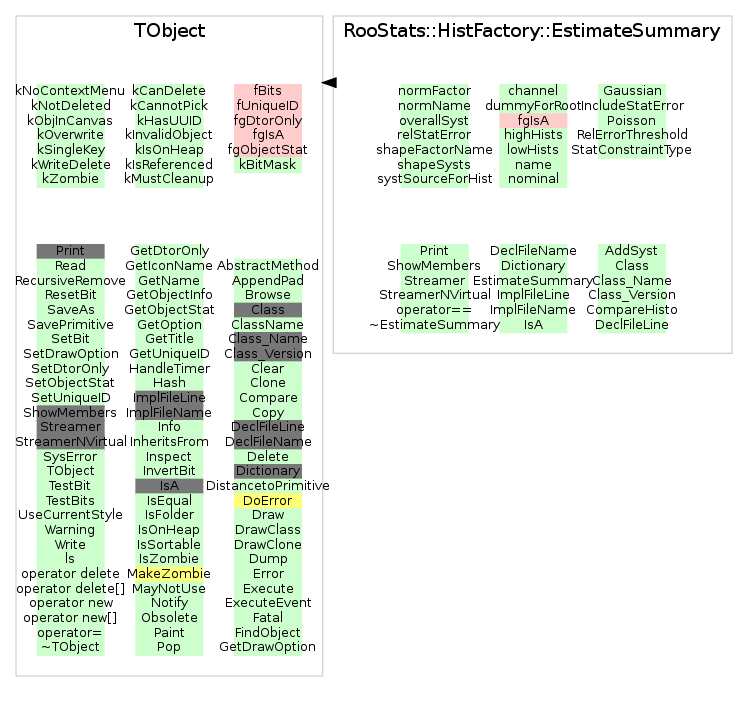 TObject
kNoContextMenu kCanDelete fBits
kNotDeleted kCannotPick fUniqueID
kObjInCanvas kHasUUID fgDtorOnly
kOverwrite kInvalidObject fgIsA
kSingleKey kIsOnHeap fgObjectStat
kWriteDelete kIsReferenced kBitMask
kZombie kMustCleanup
Print GetDtorOnly
Read GetIconName AbstractMethod
RecursiveRemove GetName AppendPad
ResetBit GetObjectInfo Browse
SaveAs GetObjectStat Class
SavePrimitive GetOption ClassName
SetBit GetTitle Class_Name
SetDrawOption GetUniqueID Class_Version
SetDtorOnly HandleTimer Clear
SetObjectStat Hash Clone
SetUniqueID ImplFileLine Compare
ShowMembers ImplFileName Copy
Streamer Info DeclFileLine
StreamerNVirtual InheritsFrom DeclFileName
SysError Inspect Delete
TObject InvertBit Dictionary
TestBit IsA DistancetoPrimitive
TestBits IsEqual DoError
UseCurrentStyle IsFolder Draw
Warning IsOnHeap DrawClass
Write IsSortable DrawClone
ls IsZombie Dump
operator delete MakeZombie Error
operator delete[] MayNotUse Execute
operator new Notify ExecuteEvent
operator new[] Obsolete Fatal
operator= Paint FindObject
~TObject Pop GetDrawOption
RooStats::HistFactory::EstimateSummary
normFactor channel Gaussian
normName dummyForRoot IncludeStatError
overallSyst fgIsA Poisson
relStatError highHists RelErrorThreshold
shapeFactorName lowHists StatConstraintType
shapeSysts name
systSourceForHist nominal
Print DeclFileName AddSyst
ShowMembers Dictionary Class
Streamer EstimateSummary Class_Name
StreamerNVirtual ImplFileLine Class_Version
operator== ImplFileName CompareHisto
~EstimateSummary IsA DeclFileLine